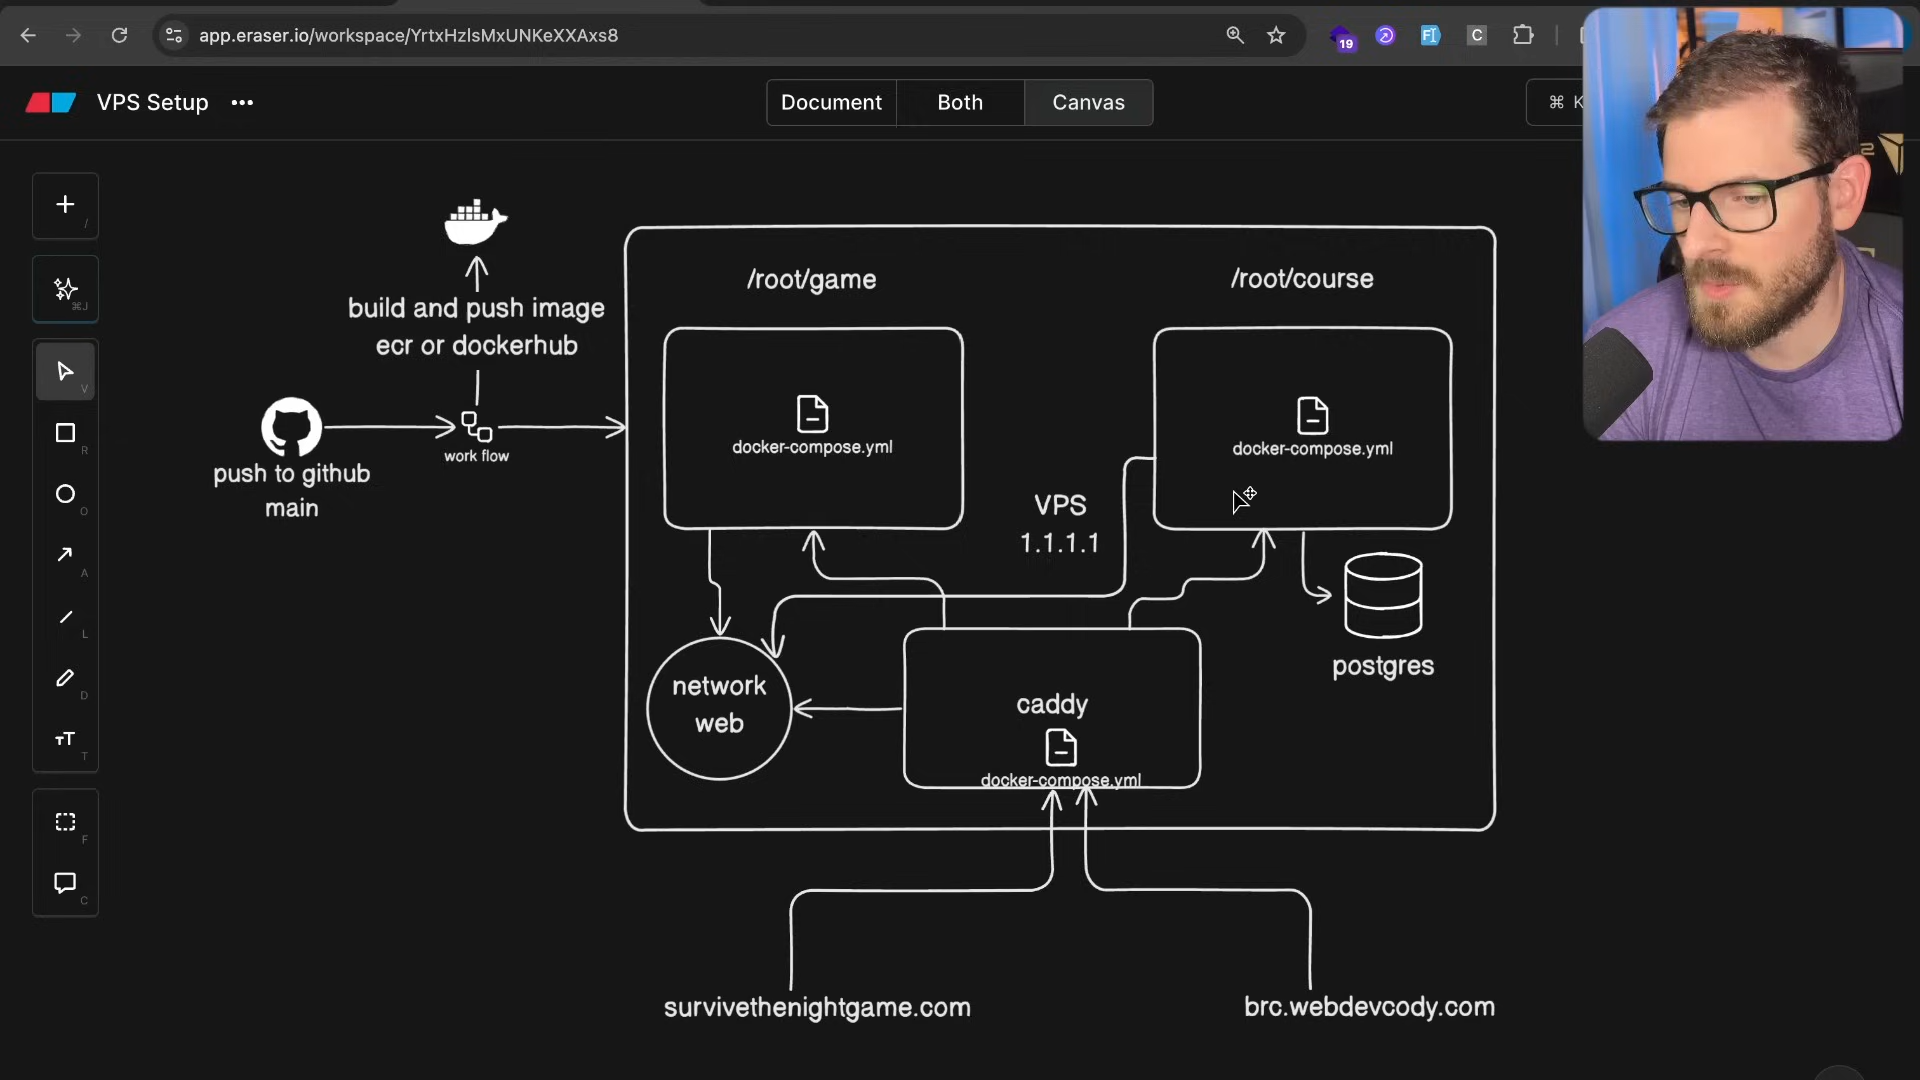 app.eraser.io/workspace/YrtxHzlsMxUNKeXXAxs8
19
C
VPS Setup
Document
Both
Canvas
⌘ K
/
⌘J
V
R
O
A
L
D
T
F
C
build and push image
ecr or dockerhub
push to github
main
work flow
/root/game
/root/course
docker-compose.yml
docker-compose.yml
VPS
1.1.1.1
network
web
caddy
docker-compose.yml
postgres
survivethenightgame.com
brc.webdevcody.com